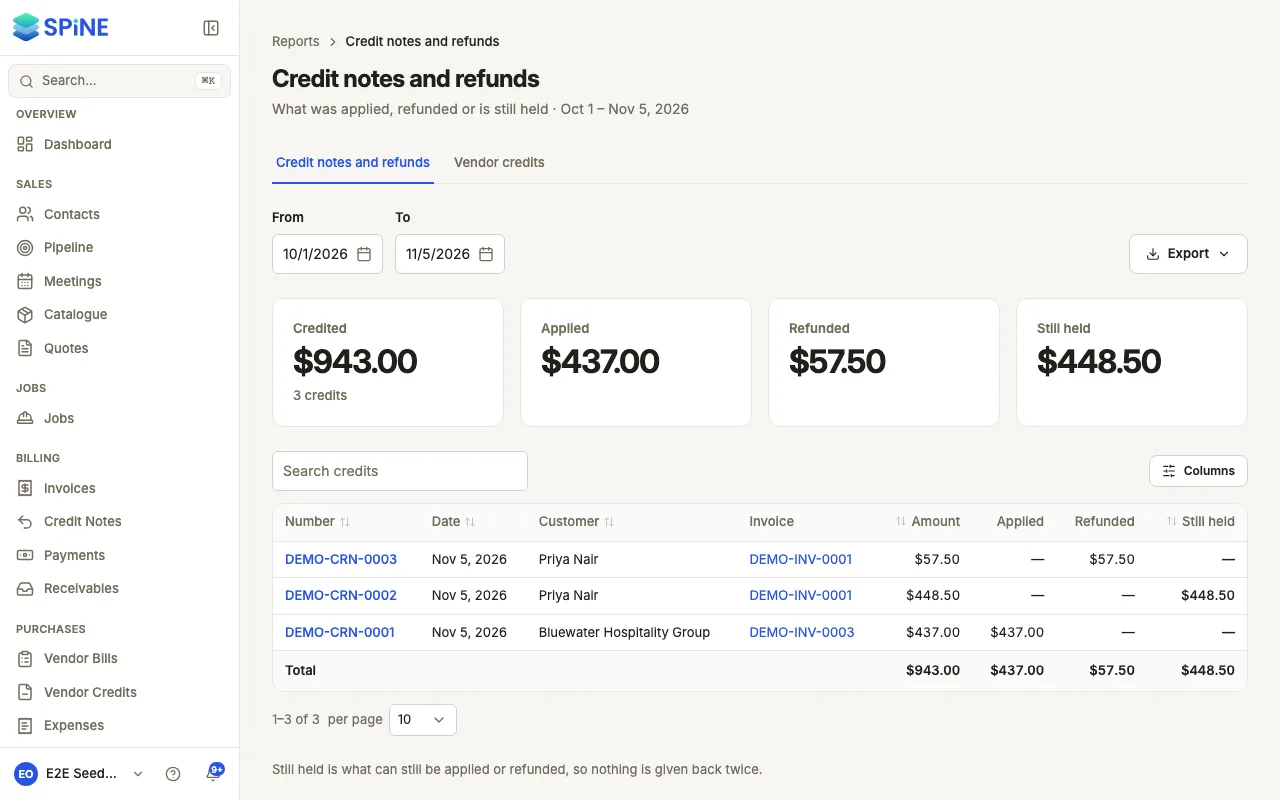 SPiNE
Search... ⌘K
OVERVIEW
Dashboard
SALES
Contacts
Pipeline
Meetings
Catalogue
Quotes
JOBS
Jobs
BILLING
Invoices
Credit Notes
Payments
Receivables
PURCHASES
Vendor Bills
Vendor Credits
Expenses
EO E2E Seed... 9+
Reports > Credit notes and refunds
Credit notes and refunds
What was applied, refunded or is still held · Oct 1 – Nov 5, 2026
Credit notes and refunds Vendor credits
From To
10/1/2026 11/5/2026 Export
Credited Applied Refunded Still held
$943.00 $437.00 $57.50 $448.50
3 credits
Search credits Columns
Number Date Customer Invoice Amount Applied Refunded Still held
DEMO-CRN-0003 Nov 5, 2026 Priya Nair DEMO-INV-0001 $57.50 — $57.50 —
DEMO-CRN-0002 Nov 5, 2026 Priya Nair DEMO-INV-0001 $448.50 — — $448.50
DEMO-CRN-0001 Nov 5, 2026 Bluewater Hospitality Group DEMO-INV-0003 $437.00 $437.00 — —
Total $943.00 $437.00 $57.50 $448.50
1–3 of 3 per page 10
Still held is what can still be applied or refunded, so nothing is given back twice.